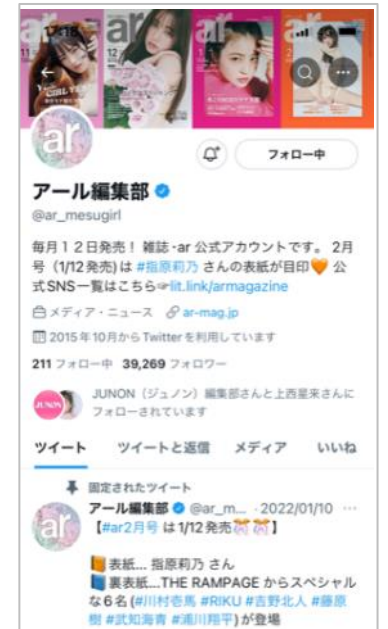 17:18
ar
アール編集部
@ar_mesugirl
フォロー中
毎月１２日発売！ 雑誌・ar 公式アカウントです。 2月
号（1/12発売)は #指原莉乃 さんの表紙が目印🧡 公
式SNS一覧はこちら☞lit.link/armagazine
メディア・ニュース ar-mag.jp
2015年10月からTwitterを利用しています
211 フォロー中 39,269 フォロワー
JUNON
JUNON（ジュノン）編集部さんと上西星来さんに
フォローされています
ツイート ツイートと返信 メディア いいね
固定されたツイート
ar
アール編集部 @ar_m... · 2022/01/10
【#ar2月号 は1/12発売🎊🎊】
📙表紙... 指原莉乃 さん
📘裏表紙...THE RAMPAGE からスペシャル
な6名(#川村壱馬 #RIKU #吉野北人 #藤原
樹 #武知海青 #浦川翔平)が登場